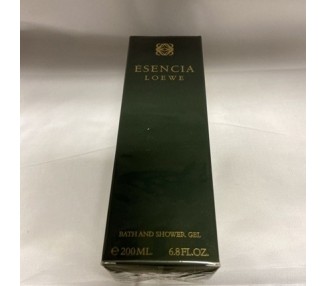 ESENCIA
LOEWE
BATH AND SHOWER GEL
℮ 200 ML. 6.8 FL.OZ.